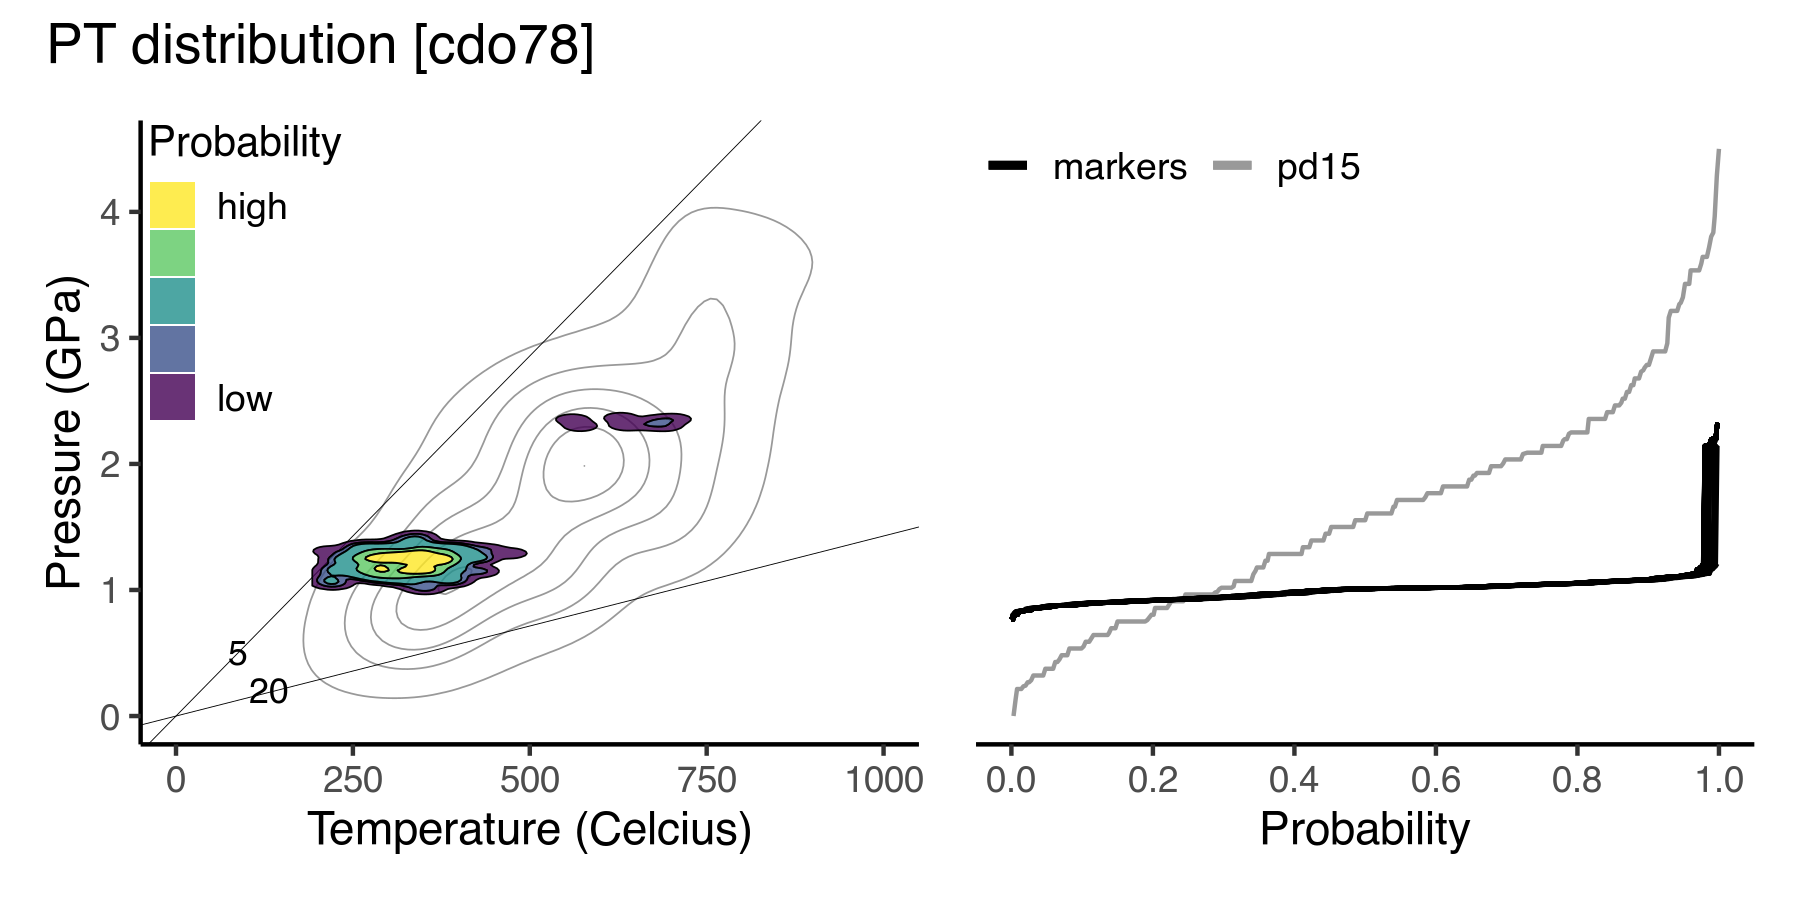 PT distribution [cdo78]
Probability
high
low
Pressure (GPa)
4
3
2
1
0
5
20
0 250 500 750 1000
Temperature (Celcius)
markers pd15
0.0 0.2 0.4 0.6 0.8 1.0
Probability